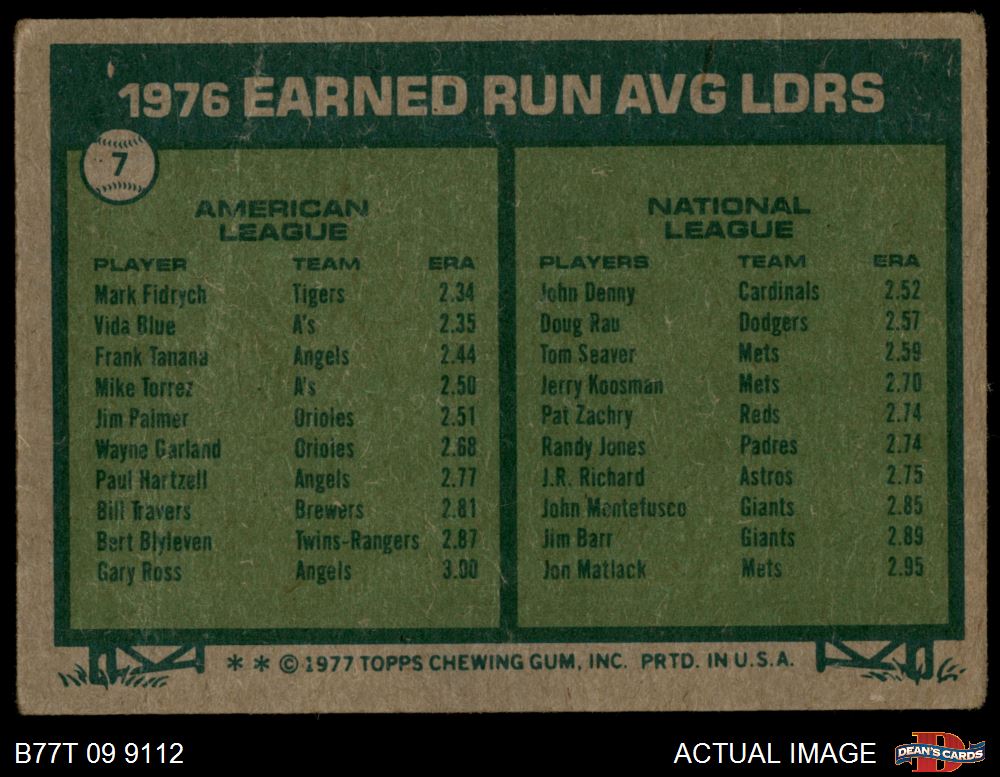 1976 EARNED RUN AVG LDRS
7
AMERICAN
LEAGUE
PLAYER TEAM ERA
Mark Fidrych Tigers 2.34
Vida Blue A's 2.35
Frank Tanana Angels 2.44
Mike Torrez A's 2.50
Jim Palmer Orioles 2.51
Wayne Garland Orioles 2.68
Paul Hartzell Angels 2.77
Bill Travers Brewers 2.81
Bert Blyleven Twins-Rangers 2.87
Gary Ross Angels 3.00
NATIONAL
LEAGUE
PLAYERS TEAM ERA
John Denny Cardinals 2.52
Doug Rau Dodgers 2.57
Tom Seaver Mets 2.59
Jerry Koosman Mets 2.70
Pat Zachry Reds 2.74
Randy Jones Padres 2.74
J.R. Richard Astros 2.75
John Montefusco Giants 2.85
Jim Barr Giants 2.89
Jon Matlack Mets 2.95
* * © 1977 TOPPS CHEWING GUM, INC. PRTD. IN U.S.A.
B77T 09 9112
ACTUAL IMAGE
D
DEAN'S CARDS